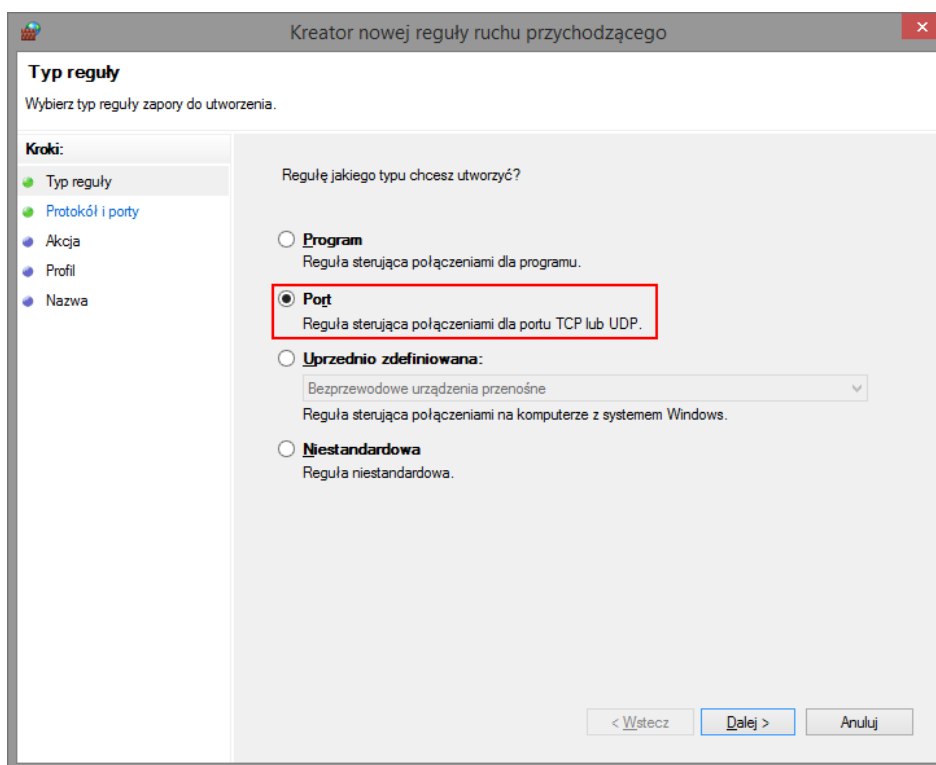 Kreator nowej reguły ruchu przychodzącego
Typ reguły
Wybierz typ reguły zapory do utworzenia.
Kroki:
Typ reguły
Protokół i porty
Akcja
Profil
Nazwa
Regułę jakiego typu chcesz utworzyć?
Program
Reguła sterująca połączeniami dla programu.
Port
Reguła sterująca połączeniami dla portu TCP lub UDP.
Uprzednio zdefiniowana:
Bezprzewodowe urządzenia przenośne
Reguła sterująca połączeniami na komputerze z systemem Windows.
Niestandardowa
Reguła niestandardowa.
< Wstecz Dalej > Anuluj